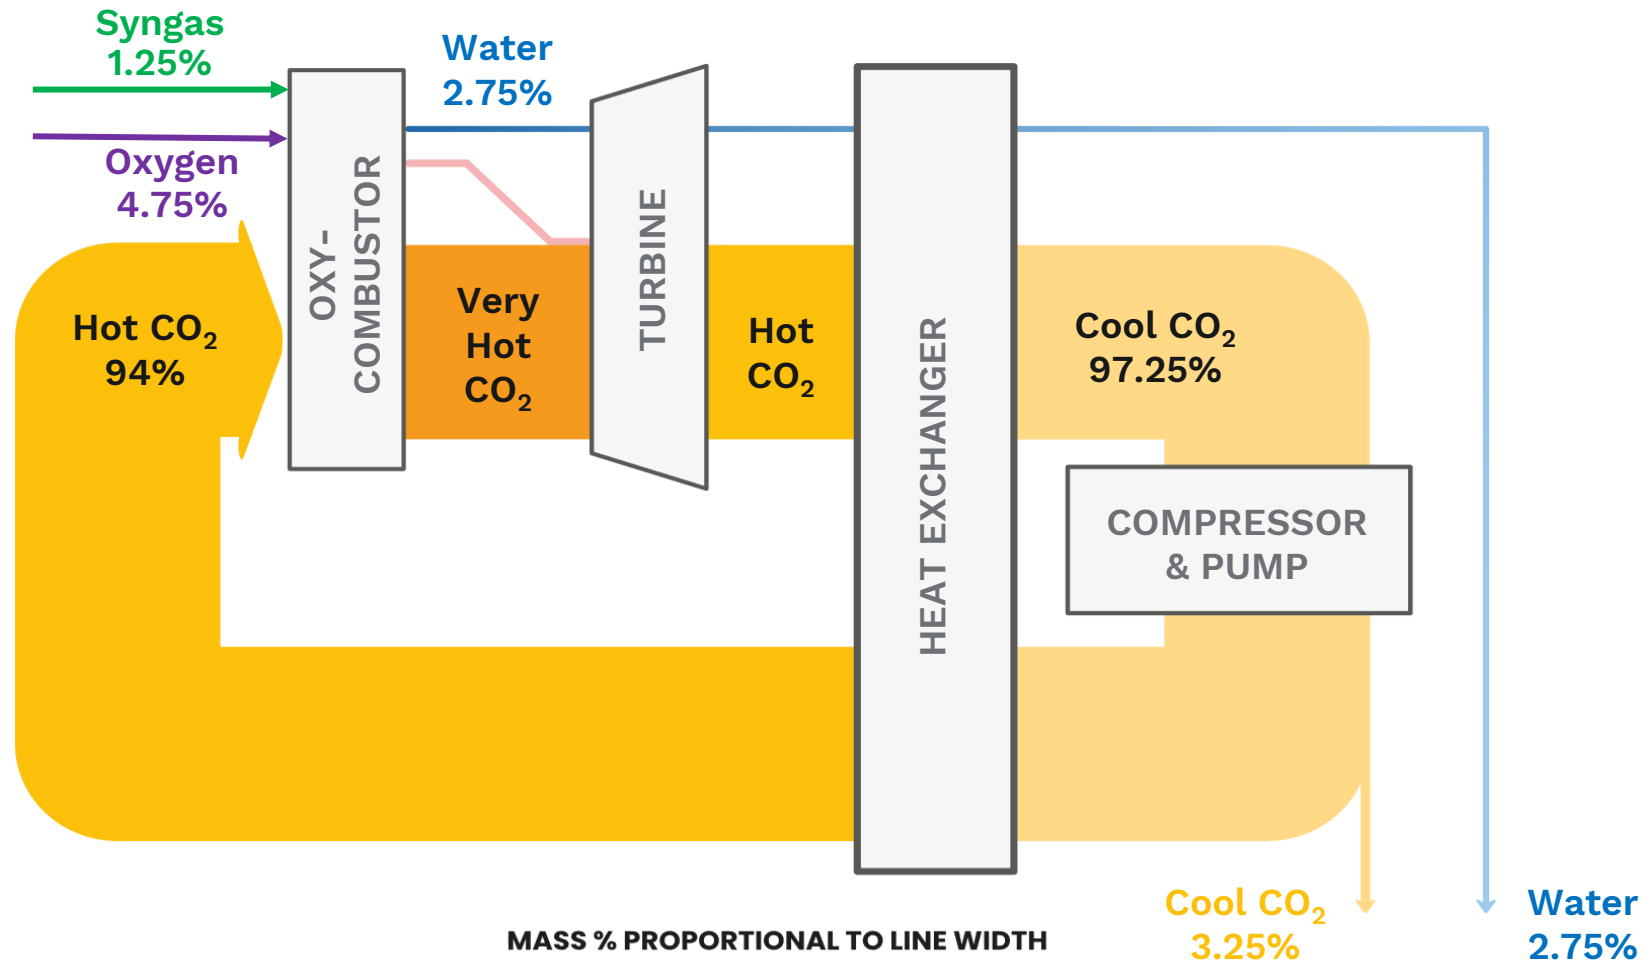 Syngas
1.25%
Oxygen
4.75%
Water
2.75%
Hot CO₂
94%
OXY-
COMBUSTOR
Very
Hot
CO₂
TURBINE
Hot
CO₂
HEAT EXCHANGER
Cool CO₂
97.25%
COMPRESSOR
& PUMP
Cool CO₂
3.25%
Water
2.75%
MASS % PROPORTIONAL TO LINE WIDTH